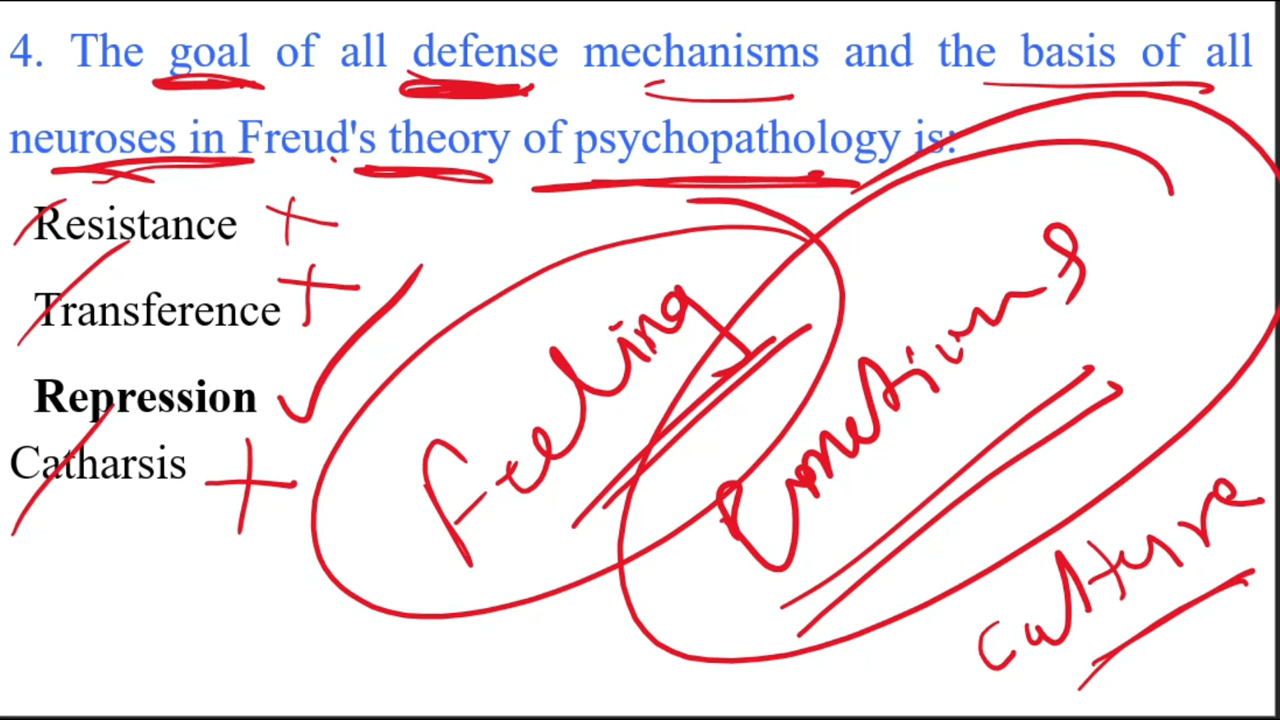 4. The goal of all defense mechanisms and the basis of all
neuroses in Freud's theory of psychopathology is:
Resistance
Transference
Repression
Catharsis
Feeling
Emotions
Culture